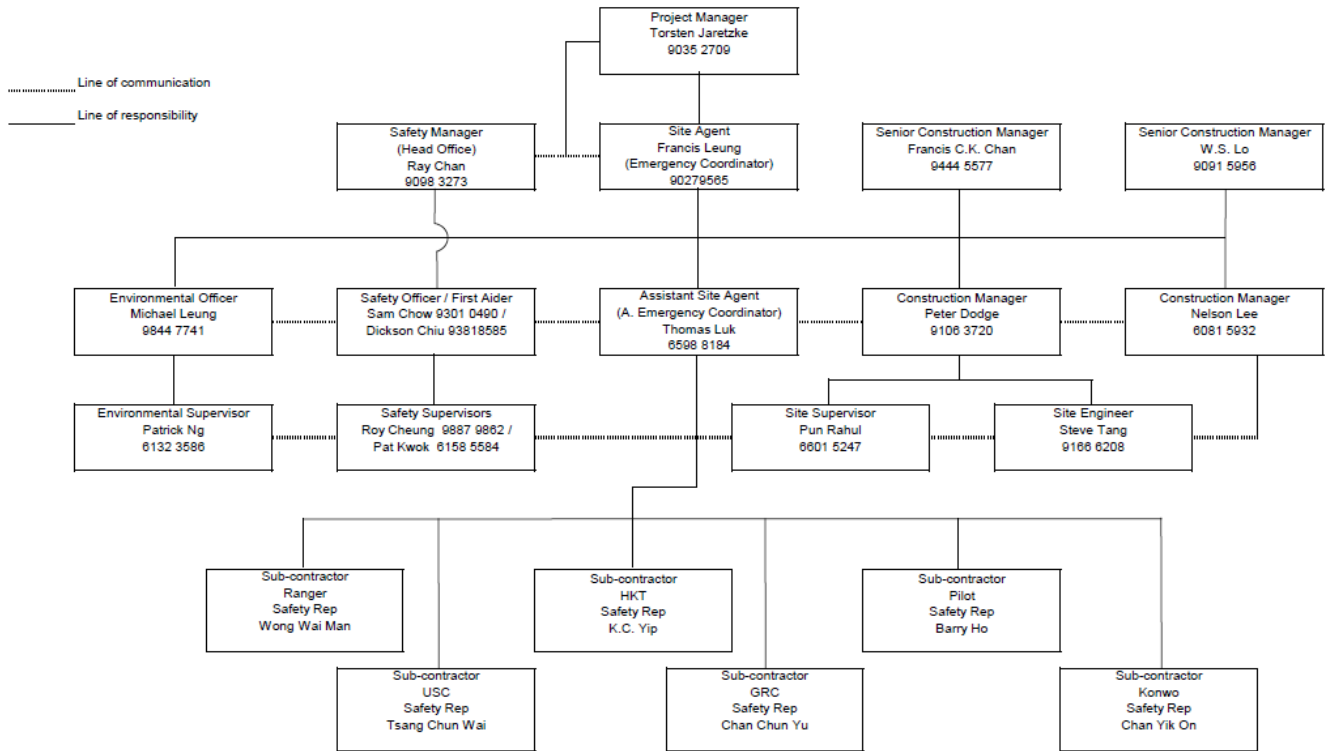 Project Manager
Torsten Jaretzke
9035 2709
Line of communication
Line of responsibility
Safety Manager
(Head Office)
Ray Chan
9098 3273
Site Agent
Francis Leung
(Emergency Coordinator)
90279565
Senior Construction Manager
Francis C.K. Chan
9444 5577
Senior Construction Manager
W.S. Lo
9091 5956
Environmental Officer
Michael Leung
9844 7741
Safety Officer / First Aider
Sam Chow 9301 0490 /
Dickson Chiu 93818585
Assistant Site Agent
(A. Emergency Coordinator)
Thomas Luk
6598 8184
Construction Manager
Peter Dodge
9106 3720
Construction Manager
Nelson Lee
6081 5932
Environmental Supervisor
Patrick Ng
6132 3586
Safety Supervisors
Roy Cheung 9887 9862 /
Pat Kwok 6158 5584
Site Supervisor
Pun Rahul
6601 5247
Site Engineer
Steve Tang
9166 6208
Sub-contractor
Ranger
Safety Rep
Wong Wai Man
Sub-contractor
HKT
Safety Rep
K.C. Yip
Sub-contractor
Pilot
Safety Rep
Barry Ho
Sub-contractor
USC
Safety Rep
Tsang Chun Wai
Sub-contractor
GRC
Safety Rep
Chan Chun Yu
Sub-contractor
Konwo
Safety Rep
Chan Yik On